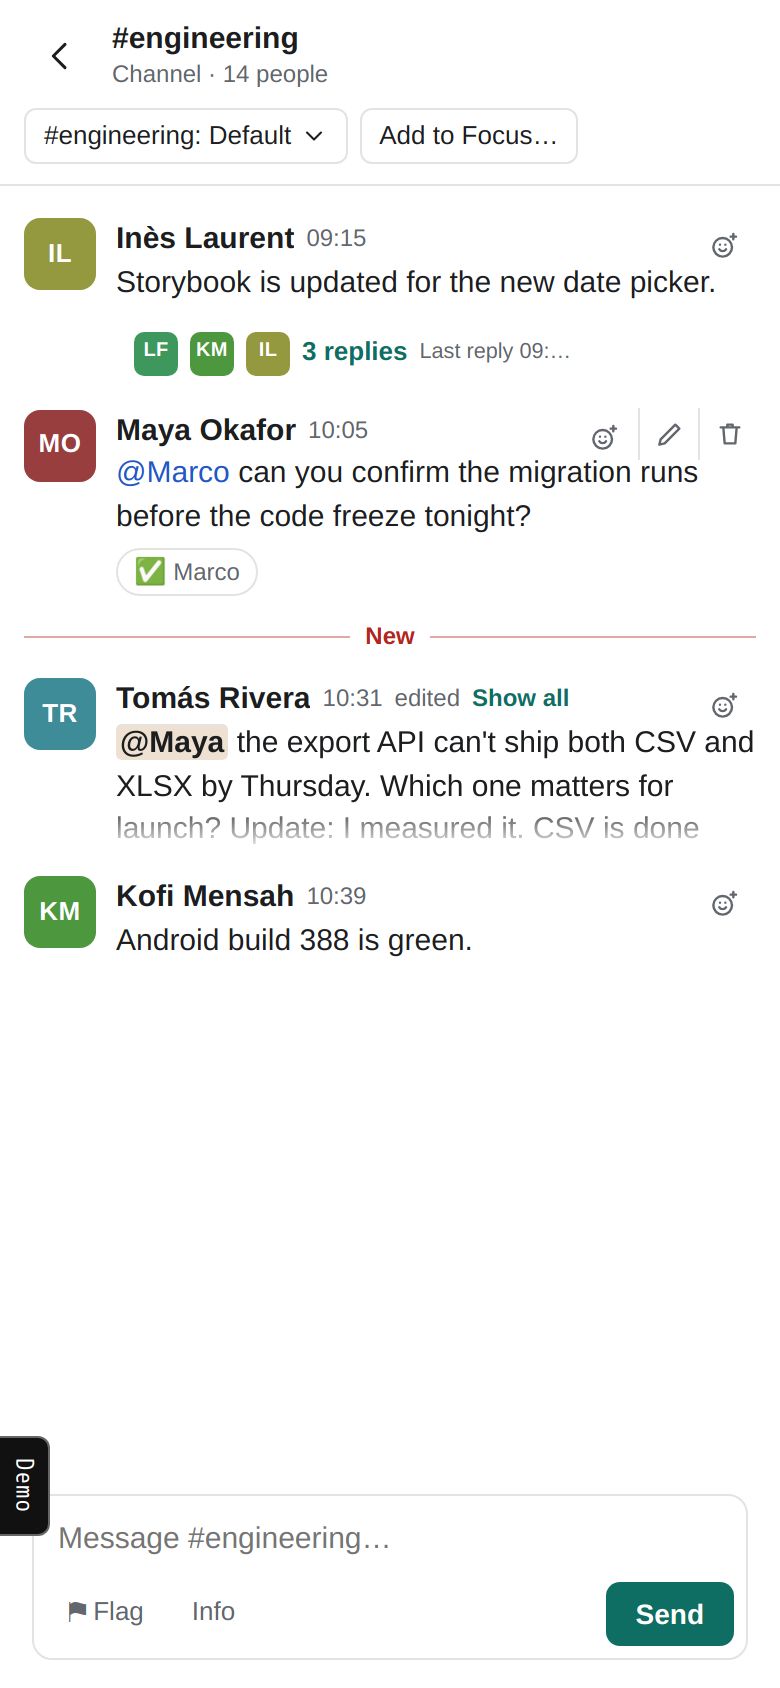 #engineering
Channel · 14 people
#engineering: Default
Add to Focus…
IL
Inès Laurent 09:15
Storybook is updated for the new date picker.
LF KM IL 3 replies Last reply 09:…
MO
Maya Okafor 10:05
@Marco can you confirm the migration runs
before the code freeze tonight?
✅ Marco
New
TR
Tomás Rivera 10:31 edited Show all
@Maya the export API can't ship both CSV and
XLSX by Thursday. Which one matters for
launch? Update: I measured it. CSV is done
KM
Kofi Mensah 10:39
Android build 388 is green.
Demo
Message #engineering…
Flag Info Send